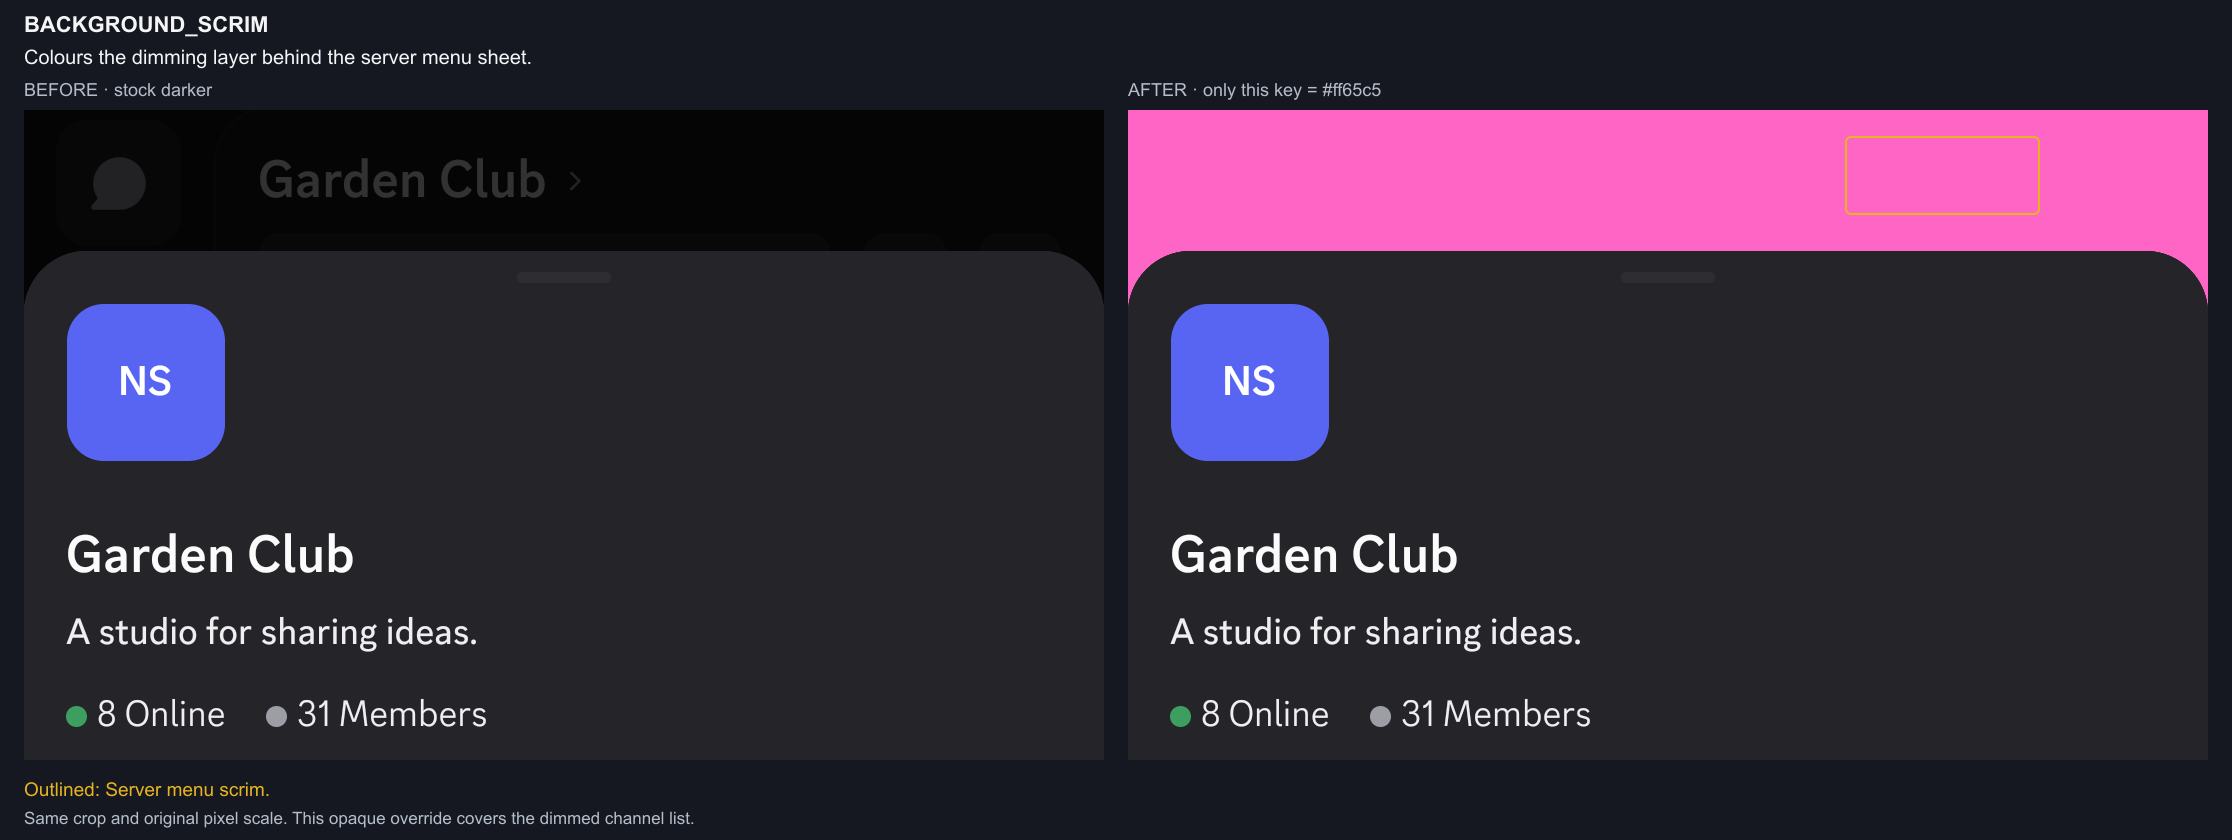 BACKGROUND_SCRIM
Colours the dimming layer behind the server menu sheet.
BEFORE · stock darker
AFTER · only this key = #ff65c5
Garden Club
NS
Garden Club
A studio for sharing ideas.
8 Online
31 Members
NS
Garden Club
A studio for sharing ideas.
8 Online
31 Members
Outlined: Server menu scrim.
Same crop and original pixel scale. This opaque override covers the dimmed channel list.